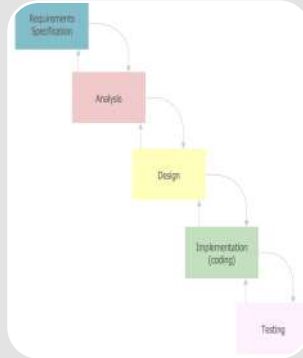 Requirements
Specification
Analysis
Design
Implementation
(coding)
Testing